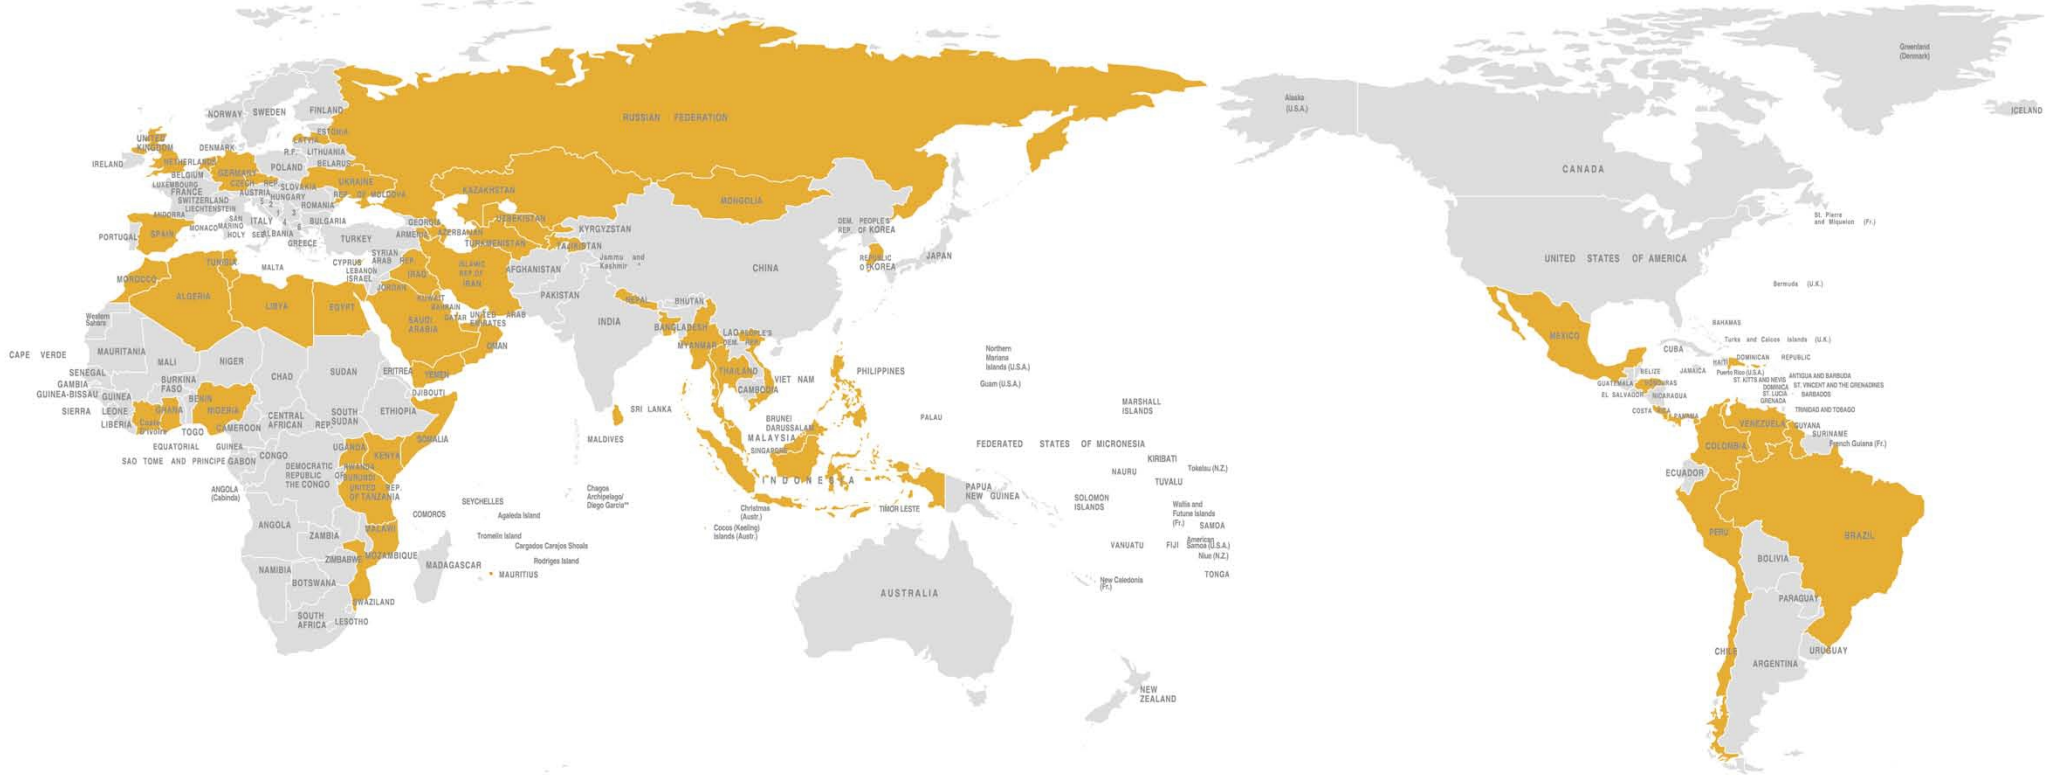 Greenland
(Denmark)
ICELAND
Alaska
(U.S.A.)
CANADA
RUSSIAN FEDERATION
NORWAY
SWEDEN
FINLAND
ESTONIA
LATVIA
R.F.
LITHUANIA
BELARUS
UNITED
KINGDOM
DENMARK
IRELAND
NETHERLANDS
POLAND
BELGIUM
GERMANY
LUXEMBOURG
CZECH REP.
SLOVAKIA
UKRAINE
FRANCE
AUSTRIA
HUNGARY
REP. OF MOLDOVA
SWITZERLAND
LIECHTENSTEIN
ROMANIA
ANDORRA
SAN
MARINO
MONACO
HOLY SEE
ITALY
ALBANIA
BULGARIA
GREECE
PORTUGAL
SPAIN
TURKEY
GEORGIA
ARMENIA
AZERBAIJAN
KAZAKHSTAN
UZBEKISTAN
TURKMENISTAN
KYRGYZSTAN
TAJIKISTAN
MONGOLIA
CHINA
DEM. PEOPLE'S
REP. OF KOREA
REPUBLIC
OF KOREA
JAPAN
UNITED STATES OF AMERICA
St. Pierre
and Miquelon (Fr.)
Bermuda (U.K.)
MALTA
CYPRUS
LEBANON
ISRAEL
SYRIAN
ARAB REP.
JORDAN
IRAQ
ISLAMIC
REP.OF
IRAN
AFGHANISTAN
Jammu and
Kashmir *
PAKISTAN
NEPAL
BHUTAN
INDIA
BANGLADESH
MYANMAR
MOROCCO
TUNISIA
ALGERIA
LIBYA
EGYPT
Western
Sahara
KUWAIT
BAHRAIN
QATAR
UNITED ARAB
EMIRATES
SAUDI
ARABIA
OMAN
YEMEN
CAPE VERDE
MAURITANIA
MALI
NIGER
CHAD
SUDAN
ERITREA
DJIBOUTI
SENEGAL
GAMBIA
GUINEA-BISSAU
GUINEA
BURKINA
FASO
BENIN
SIERRA LEONE
LIBERIA
Coate
D'Ivoire
GHANA
TOGO
NIGERIA
CAMEROON
CENTRAL
AFRICAN REP.
SOUTH
SUDAN
ETHIOPIA
SOMALIA
EQUATORIAL GUINEA
SAO TOME AND PRINCIPE
GABON
CONGO
DEMOCRATIC
REPUBLIC OF
THE CONGO
UGANDA
KENYA
RWANDA
BURUNDI
UNITED REP.
OF TANZANIA
ANGOLA
(Cabinda)
ANGOLA
ZAMBIA
MALAWI
ZIMBABWE
MOZAMBIQUE
NAMIBIA
BOTSWANA
SWAZILAND
SOUTH
AFRICA
LESOTHO
COMOROS
MADAGASCAR
SEYCHELLES
Agaleda Island
Tromelin Island
Cargados Carajos Shoals
Rodriges Island
MAURITIUS
Chagos
Archipelago/
Diego Garcia**
MALDIVES
SRI LANKA
LAO PEOPLE'S
DEM. REP.
THAILAND
VIET NAM
CAMBODIA
PHILIPPINES
BRUNEI
DARUSSALAM
MALAYSIA
SINGAPORE
INDONESIA
Christmas
(Austr.)
Cocos (Keeling)
Islands (Austr.)
TIMOR LESTE
PAPUA
NEW GUINEA
AUSTRALIA
NEW
ZEALAND
Northern
Mariana
Islands (U.S.A.)
Guam (U.S.A.)
PALAU
MARSHALL
ISLANDS
FEDERATED STATES OF MICRONESIA
KIRIBATI
NAURU
Tokelau (N.Z.)
TUVALU
SOLOMON
ISLANDS
Wallis and
Futune Islands
(Fr.)
SAMOA
American
Samoa (U.S.A.)
VANUATU
FIJI
Niue (N.Z.)
TONGA
New Caledonia
(Fr.)
MEXICO
BAHAMAS
Turks and Caicos Islands (U.K.)
CUBA
HAITI
DOMINICAN REPUBLIC
Puerto Rico (U.S.A.)
JAMAICA
BELIZE
GUATEMALA
HONDURAS
EL SALVADOR
NICARAGUA
COSTA RICA
PANAMA
ST. KITTS AND NEVIS
ANTIGUA AND BARBUDA
DOMINICA
ST. VINCENT AND THE GRENADINES
ST. LUCIA
BARBADOS
GRENADA
TRINIDAD AND TOBAGO
VENEZUELA
GUYANA
SURINAME
French Guiana (Fr.)
COLOMBIA
ECUADOR
PERU
BRAZIL
BOLIVIA
PARAGUAY
CHILE
URUGUAY
ARGENTINA